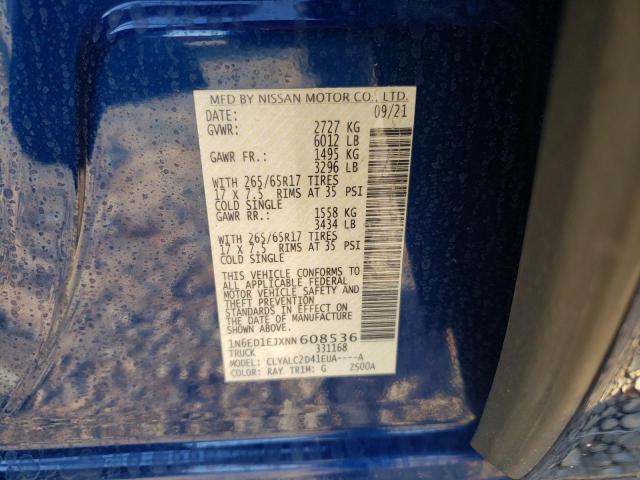 MFD BY NISSAN MOTOR CO., LTD.
DATE: 09/21
GVWR: 2727 KG
6012 LB
GAWR FR.: 1495 KG
3296 LB
WITH 265/65R17 TIRES
17 X 7.5 RIMS AT 35 PSI
COLD SINGLE
GAWR RR.: 1558 KG
3434 LB
WITH 265/65R17 TIRES
17 X 7.5 RIMS AT 35 PSI
COLD SINGLE
THIS VEHICLE CONFORMS TO
ALL APPLICABLE FEDERAL
MOTOR VEHICLE SAFETY AND
THEFT PREVENTION
STANDARDS IN EFFECT ON
THE DATE OF MANUFACTURE
SHOWN ABOVE.
1N6ED1EJXNN608536
TRUCK 331168
MODEL: CLYALC2D41EUA----A
COLOR: RAY TRIM: G ZS00A